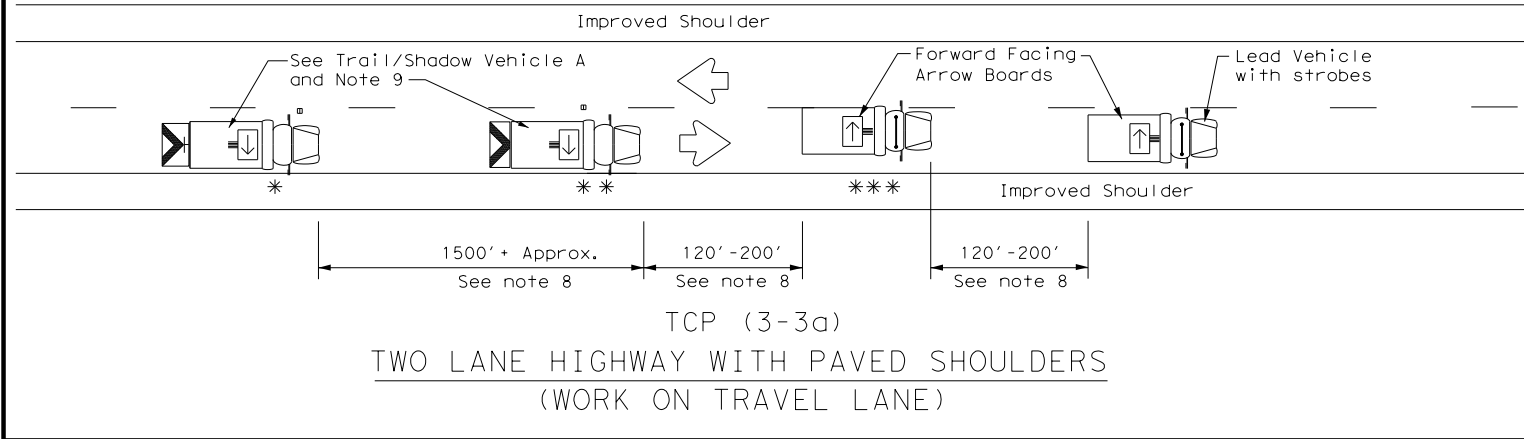 Improved Shoulder
See Trail/Shadow Vehicle A
and Note 9
Forward Facing
Arrow Boards
Lead Vehicle
with strobes
*
* *
***
Improved Shoulder
1500'+ Approx.
See note 8
120'-200'
See note 8
120'-200'
See note 8
TCP (3-3a)
TWO LANE HIGHWAY WITH PAVED SHOULDERS
(WORK ON TRAVEL LANE)